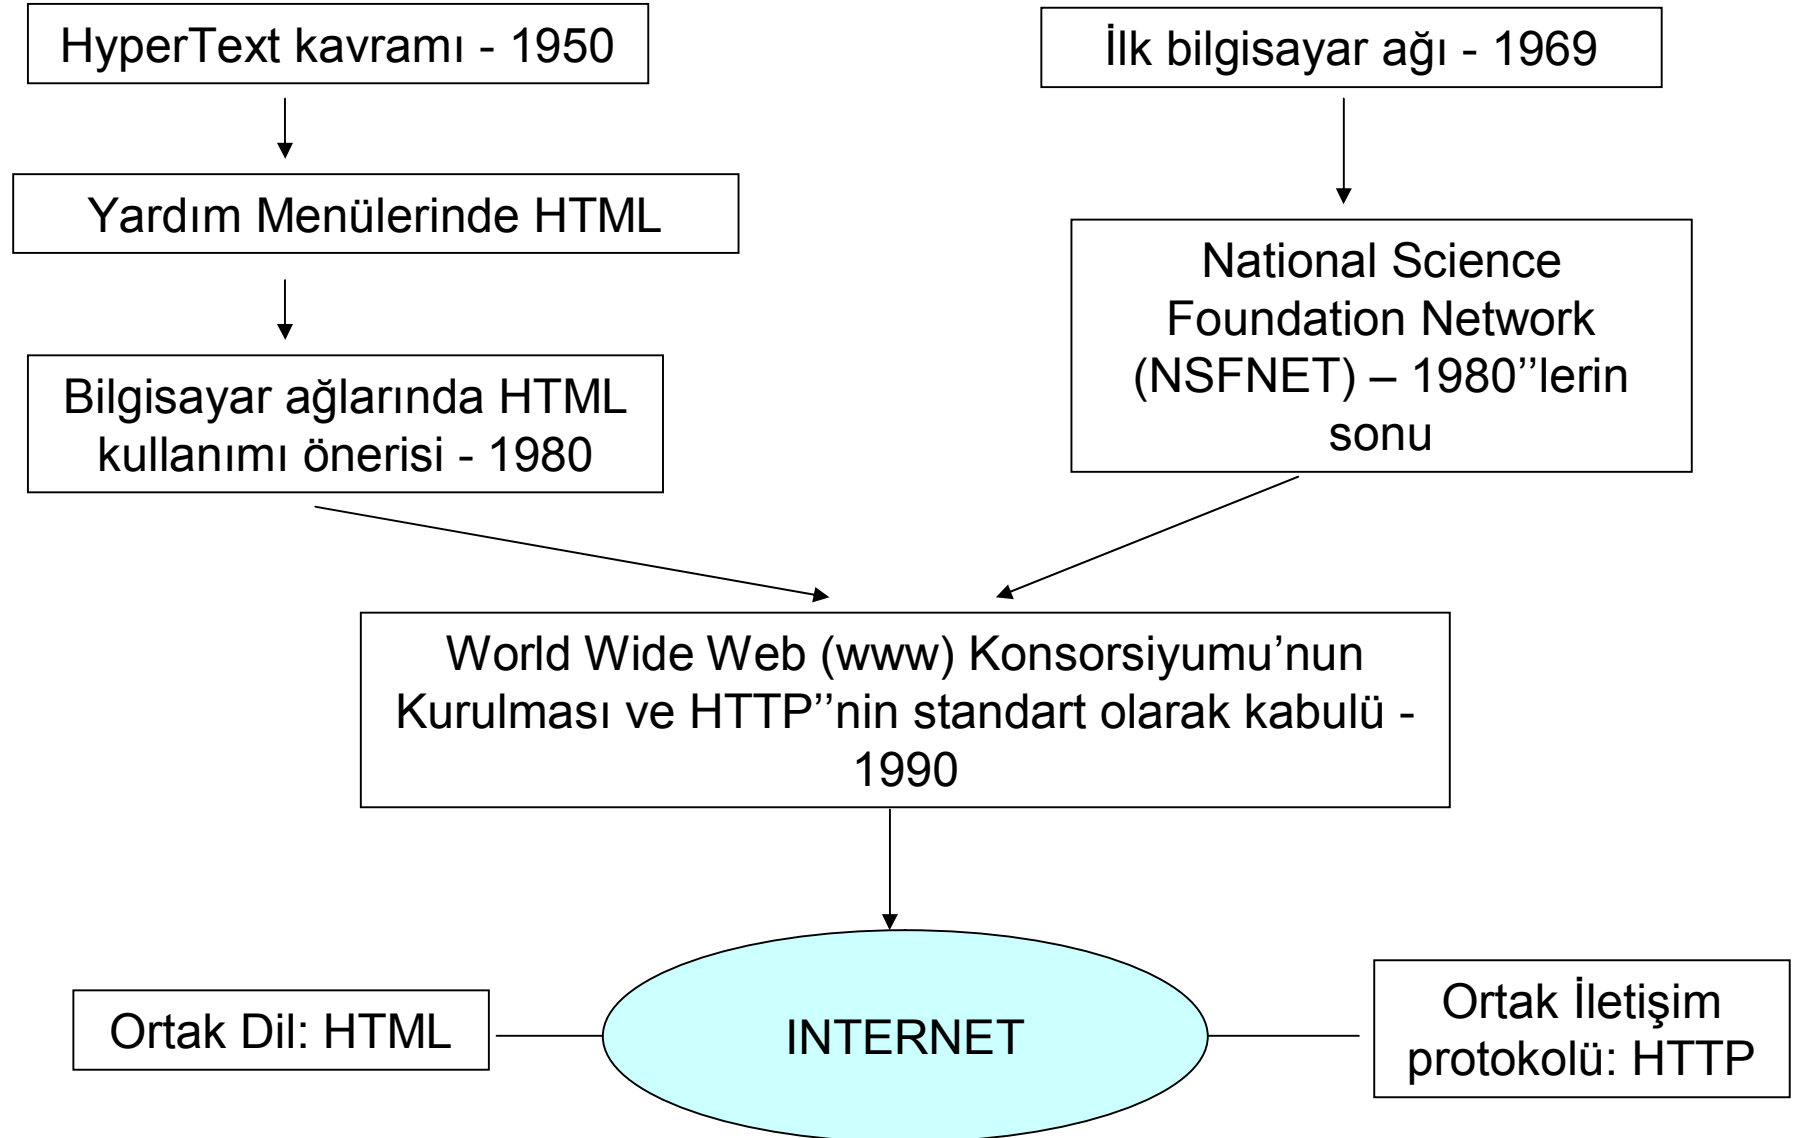 HyperText kavramı - 1950
Yardım Menülerinde HTML
Bilgisayar ağlarında HTML
kullanımı önerisi - 1980
İlk bilgisayar ağı - 1969
National Science
Foundation Network
(NSFNET) – 1980’’lerin
sonu
World Wide Web (www) Konsorsiyumu’nun
Kurulması ve HTTP’’nin standart olarak kabulü -
1990
Ortak Dil: HTML
INTERNET
Ortak İletişim
protokolü: HTTP